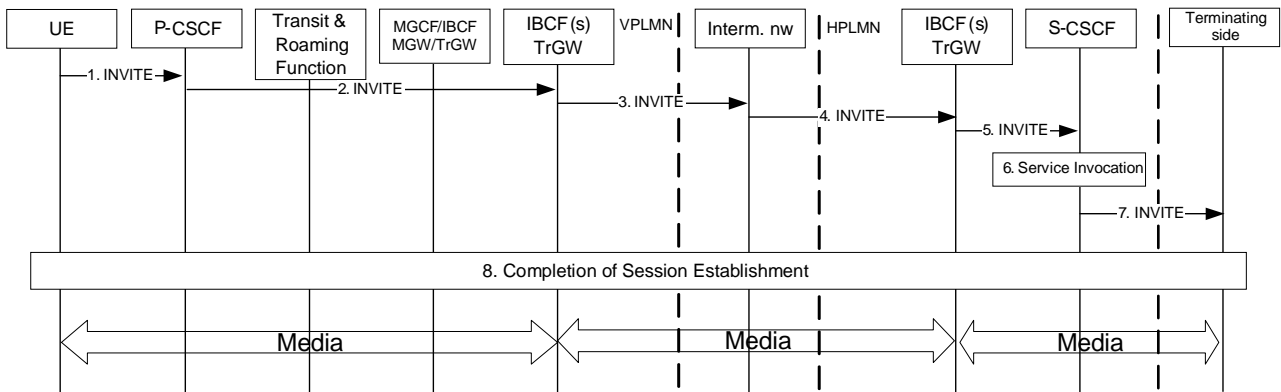 UE
P-CSCF
Transit &
Roaming
Function
MGCF/IBCF
MGW/TrGW
IBCF (s)
TrGW
VPLMN
Interm. nw
HPLMN
IBCF (s)
TrGW
S-CSCF
Terminating
side
1. INVITE
2. INVITE
3. INVITE
4. INVITE
5. INVITE
6. Service Invocation
7. INVITE
8. Completion of Session Establishment
Media
Media
Media